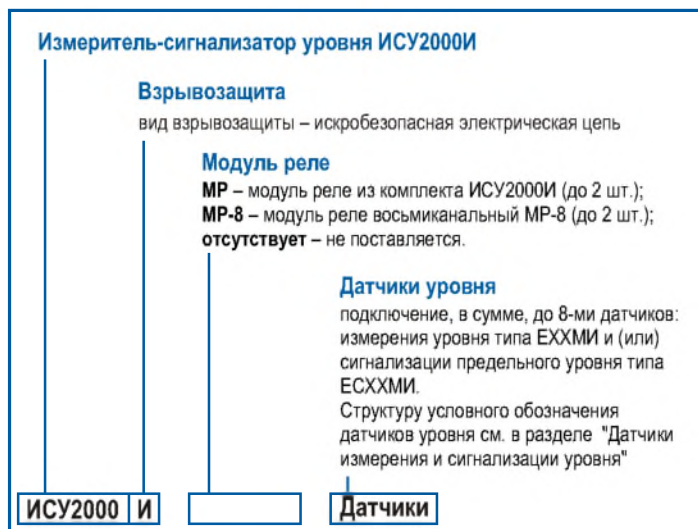 Измеритель-сигнализатор уровня ИСУ2000И
Взрывозащита
вид взрывозащиты – искробезопасная электрическая цепь
Модуль реле
МР – модуль реле из комплекта ИСУ2000И (до 2 шт.);
МР-8 – модуль реле восьмиканальный МР-8 (до 2 шт.);
отсутствует – не поставляется.
Датчики уровня
подключение, в сумме, до 8-ми датчиков:
измерения уровня типа ЕХХМИ и (или)
сигнализации предельного уровня типа
ЕСХХМИ.
Структуру условного обозначения
датчиков уровня см. в разделе "Датчики
измерения и сигнализации уровня"
ИСУ2000 И Датчики